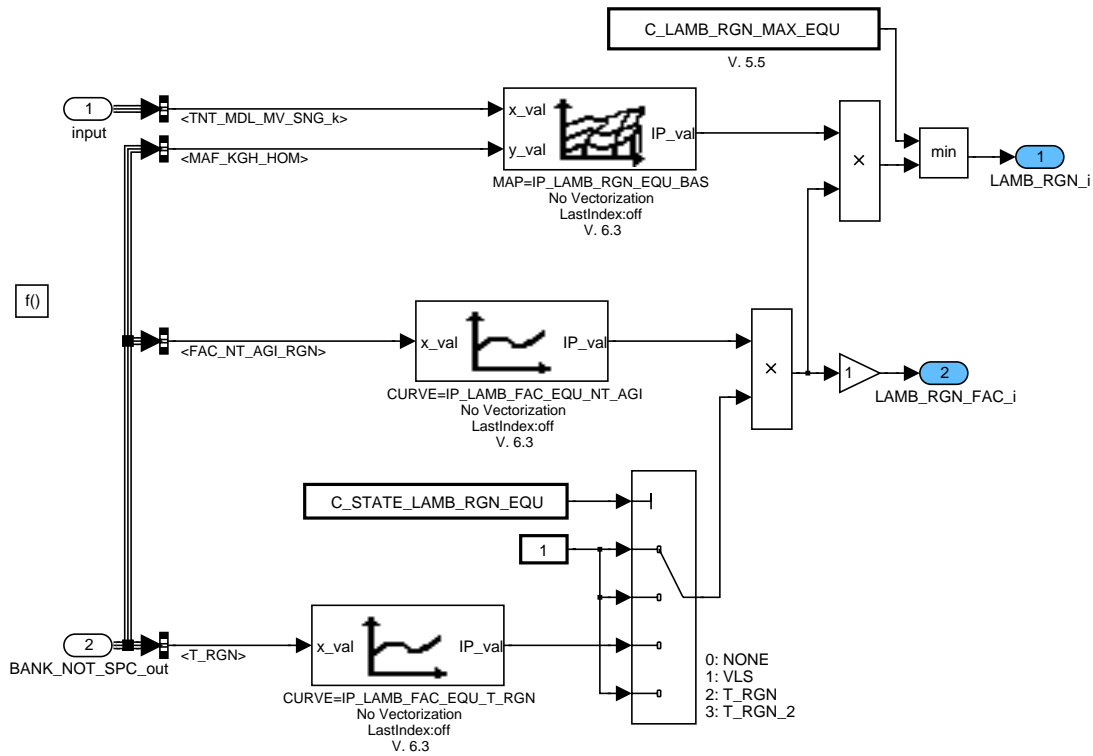 C_LAMB_RGN_MAX_EQU
V. 5.5
1
input
<TNT_MDL_MV_SNG_k>
<MAF_KGH_HOM>
x_val
y_val
IP_val
MAP=IP_LAMB_RGN_EQU_BAS
No Vectorization
LastIndex:off
V. 6.3
×
min
1
LAMB_RGN_i
f()
<FAC_NT_AGI_RGN>
x_val
IP_val
CURVE=IP_LAMB_FAC_EQU_NT_AGI
No Vectorization
LastIndex:off
V. 6.3
×
1
2
LAMB_RGN_FAC_i
C_STATE_LAMB_RGN_EQU
1
2
BANK_NOT_SPC_out
<T_RGN>
x_val
IP_val
CURVE=IP_LAMB_FAC_EQU_T_RGN
No Vectorization
LastIndex:off
V. 6.3
0: NONE
1: VLS
2: T_RGN
3: T_RGN_2